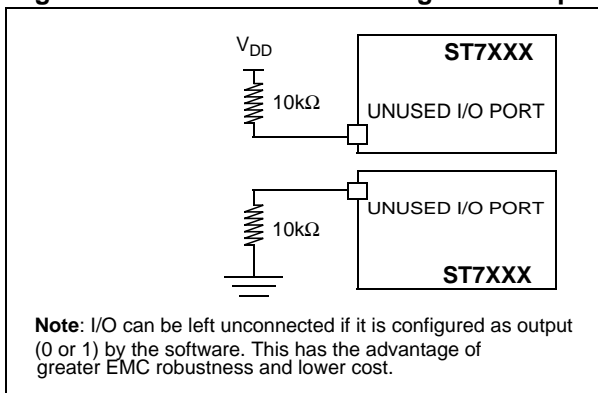 V_DD
ST7XXX
10kΩ
UNUSED I/O PORT
UNUSED I/O PORT
10kΩ
ST7XXX
Note: I/O can be left unconnected if it is configured as output
(0 or 1) by the software. This has the advantage of
greater EMC robustness and lower cost.